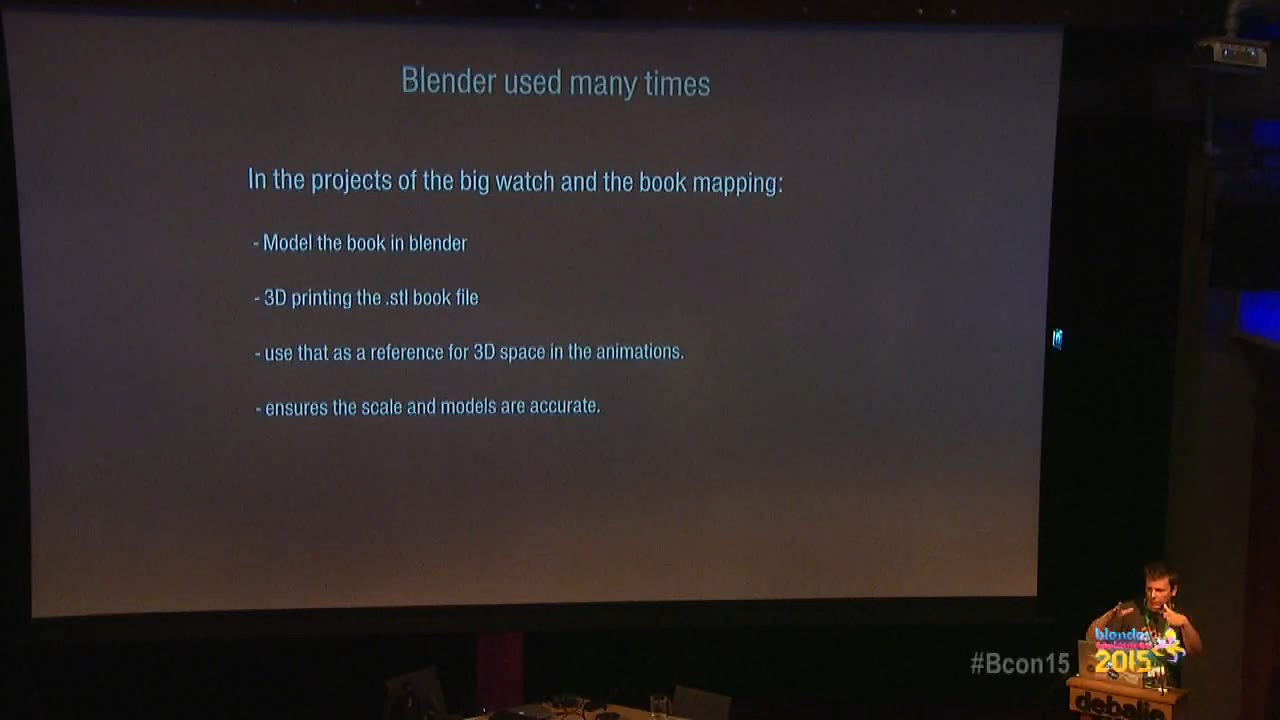 Blender used many times
In the projects of the big watch and the book mapping:
- Model the book in blender
- 3D printing the .stl book file
- use that as a reference for 3D space in the animations.
- ensures the scale and models are accurate.
#Bcon15
blender
conference
2015
debalie